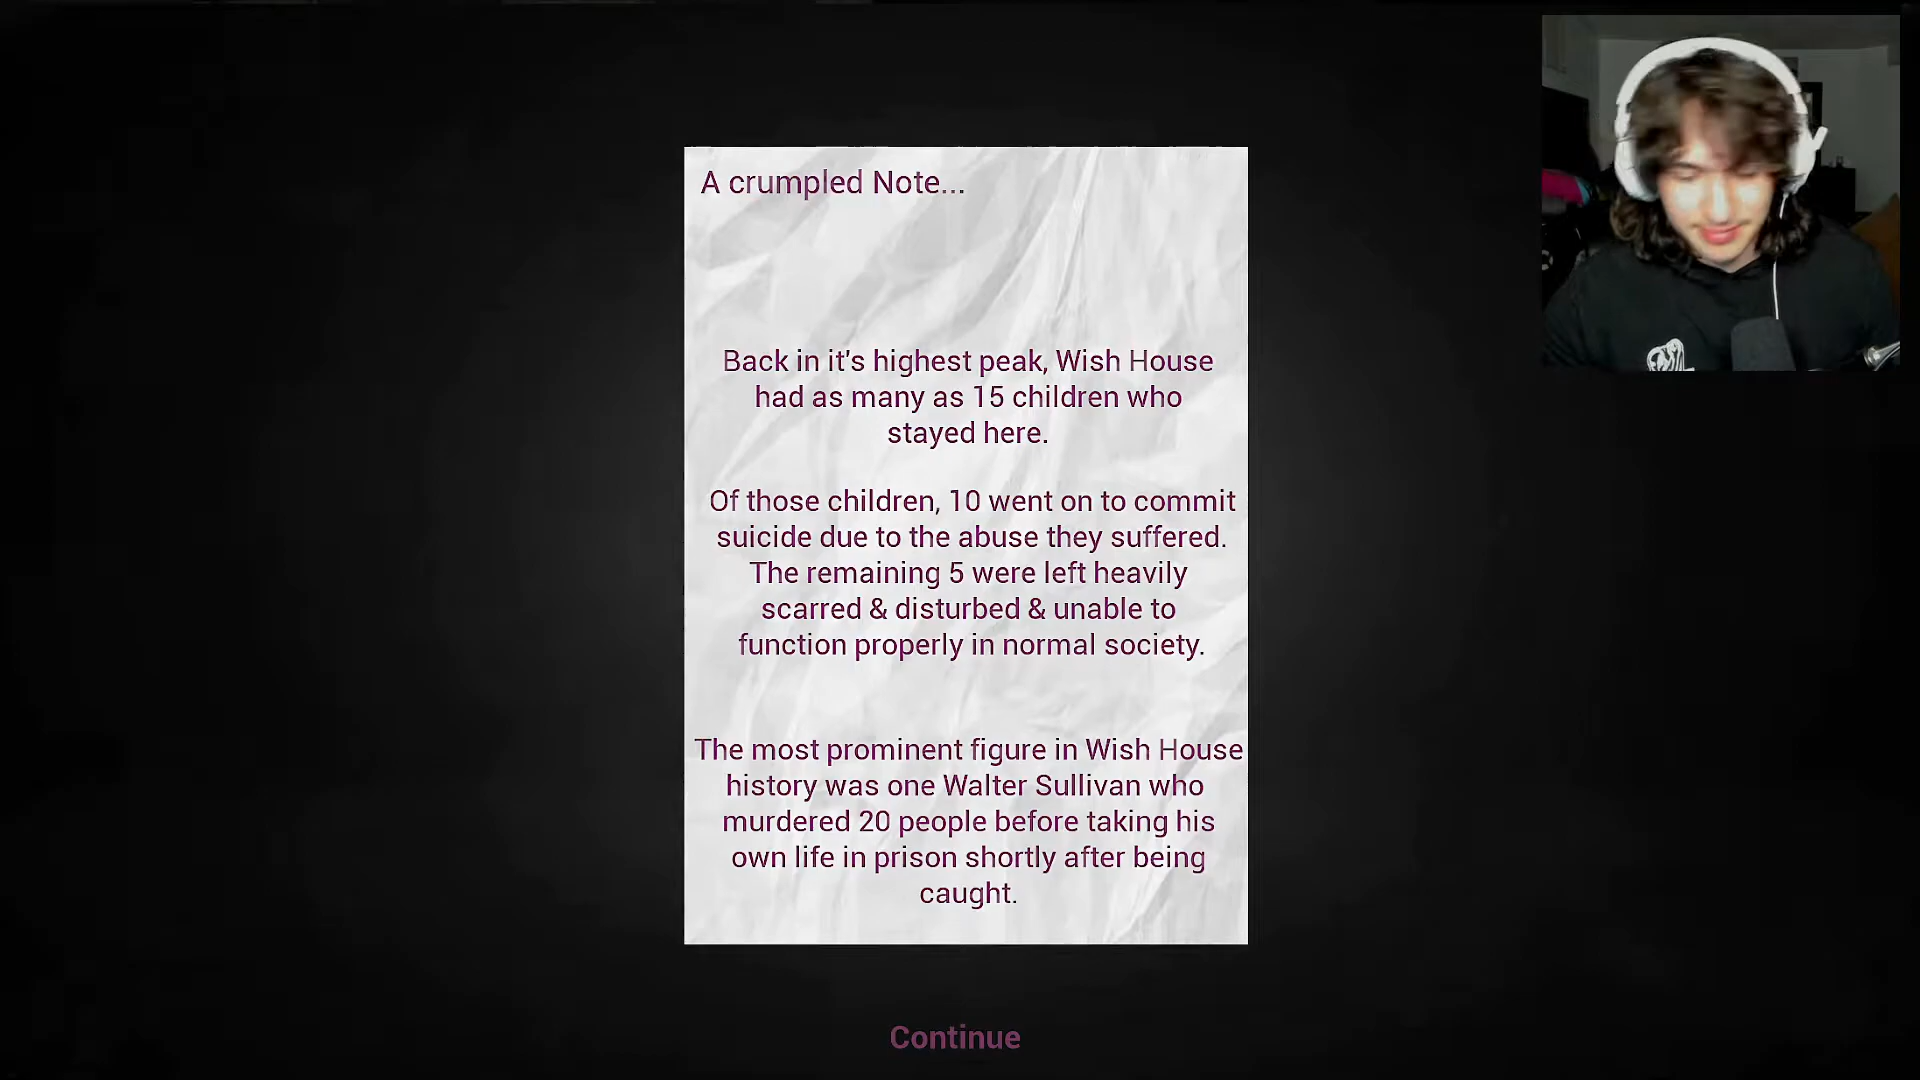 A crumpled Note...
Back in it's highest peak, Wish House
had as many as 15 children who
stayed here.
Of those children, 10 went on to commit
suicide due to the abuse they suffered.
The remaining 5 were left heavily
scarred & disturbed & unable to
function properly in normal society.
The most prominent figure in Wish House
history was one Walter Sullivan who
murdered 20 people before taking his
own life in prison shortly after being
caught.
Continue